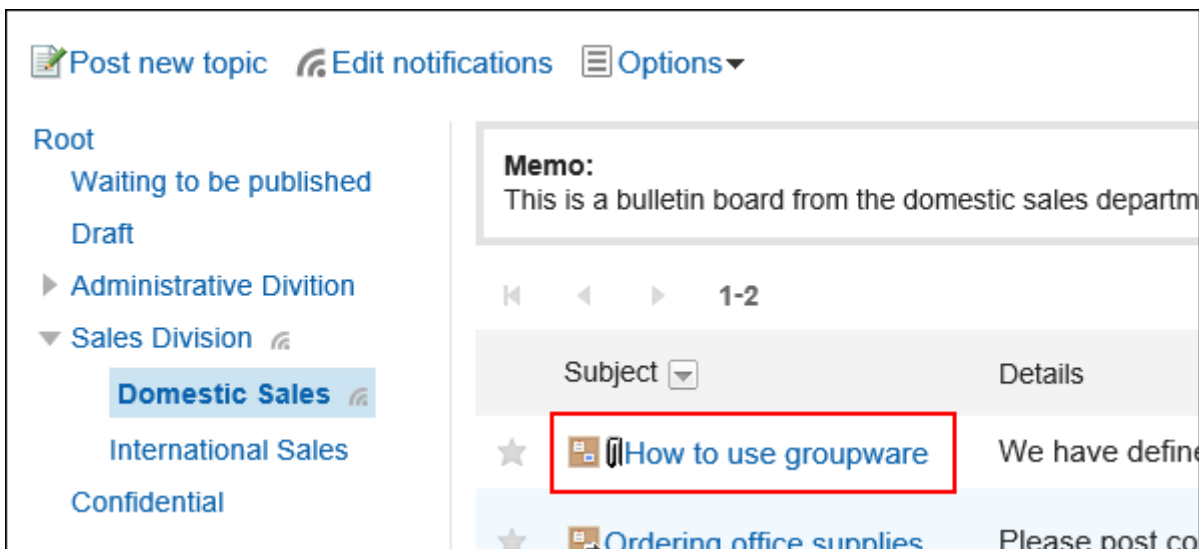 Post new topic Edit notifications Options
Root
Waiting to be published
Draft
Administrative Divition
Sales Division
Domestic Sales
International Sales
Confidential
Memo:
This is a bulletin board from the domestic sales departm
1-2
Subject Details
How to use groupware We have define
Ordering office supplies Please post co